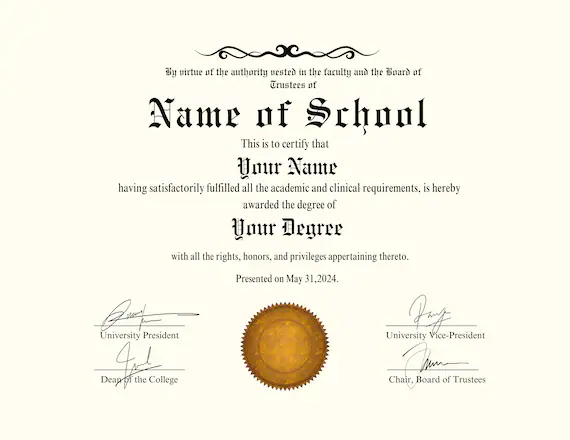 By virtue of the authority vested in the faculty and the Board of
Trustees of
Name of School
This is to certify that
Your Name
having satisfactorily fulfilled all the academic and clinical requirements, is hereby
awarded the degree of
Your Degree
with all the rights, honors, and privileges appertaining thereto.
Presented on May 31,2024.
University President
University Vice-President
Dean of the College
Chair, Board of Trustees